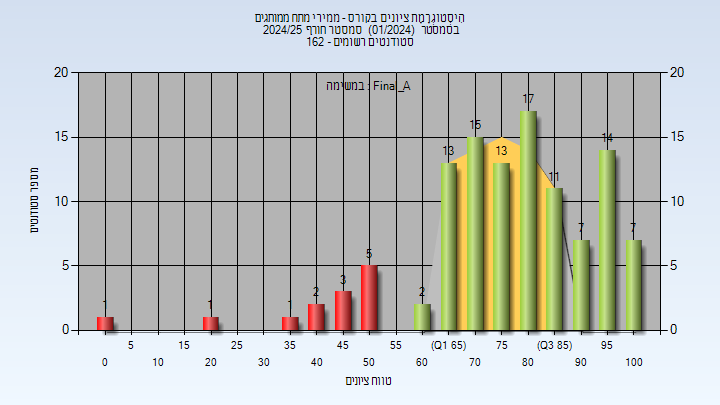 הִיסְטוֹגְרָמַת ציונים בקורס - ממירי מתח ממותגים
בסמסטר (01/2024) סמסטר חורף 2024/25
סטודנטים רשומים - 162
במשימה : Final_A
20 20
15 15
10 10
5 5
0 0
מספר סטודנטים
1 1 1 2 3 5 2 13 15 13 17 11 7 14 7
5 15 25 35 45 55 (Q1 65) 75 (Q3 85) 95
0 10 20 30 40 50 60 70 80 90 100
טווח ציונים